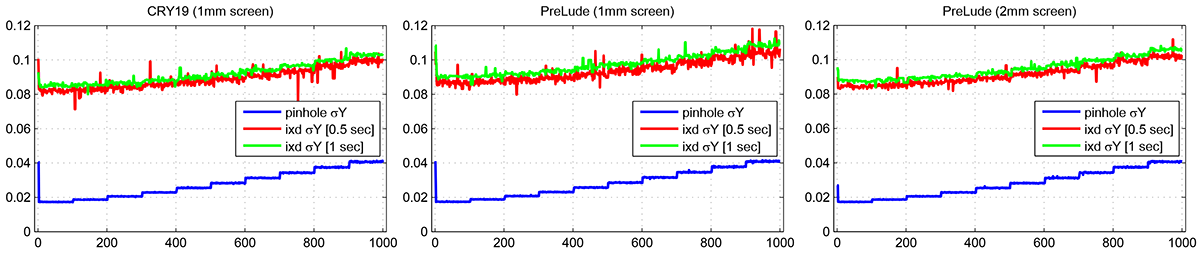 CRY19 (1mm screen)
0.12
0.1
0.08
0.06
0.04
0.02
0
0 200 400 600 800 1000
pinhole σY
ixd σY [0.5 sec]
ixd σY [1 sec]
PreLude (1mm screen)
0.12
0.1
0.08
0.06
0.04
0.02
0
0 200 400 600 800 1000
pinhole σY
ixd σY [0.5 sec]
ixd σY [1 sec]
PreLude (2mm screen)
0.12
0.1
0.08
0.06
0.04
0.02
0
0 200 400 600 800 1000
pinhole σY
ixd σY [0.5 sec]
ixd σY [1 sec]